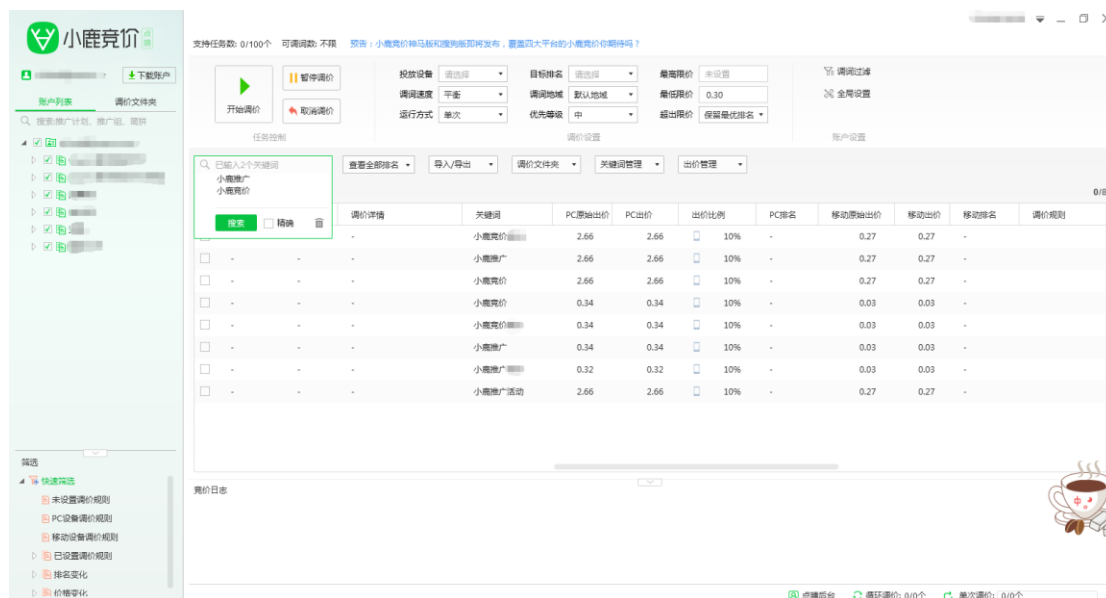 小鹿竞价
支持任务数: 0/100个 可调词数: 不限 预告：小鹿竞价神马版和搜狗版即将发布，覆盖四大平台的小鹿竞价你期待吗？
下载账户
账户列表 调价文件夹
搜索推广计划、推广组、简拼
开始调价
暂停调价
取消调价
任务控制
投放设备 请选择 目标排名 请选择 最高限价 未设置
调词速度 平衡 调词地域 默认地域 最低限价 0.30
运行方式 单次 优先等级 中 超出限价 保留最优排名
调价设置
调词过滤
全局设置
账户设置
已输入2个关键词
小鹿推广
小鹿竞价
搜索 精确
查看全部排名 导入/导出 调价文件夹 关键词管理 出价管理
调价详情 关键词 PC原始出价 PC出价 出价比例 PC排名 移动原始出价 移动出价 移动排名 调价规则
- 小鹿竞价 2.66 2.66 10% - 0.27 0.27 -
- - - 小鹿推广 2.66 2.66 10% - 0.27 0.27 -
- - - 小鹿竞价 2.66 2.66 10% - 0.27 0.27 -
- - - 小鹿竞价 0.34 0.34 10% - 0.03 0.03 -
- - - 小鹿竞价 0.34 0.34 10% - 0.03 0.03 -
- - - 小鹿推广 0.34 0.34 10% - 0.03 0.03 -
- - - 小鹿推广 0.32 0.32 10% - 0.03 0.03 -
- - - 小鹿推广活动 2.66 2.66 10% - 0.27 0.27 -
筛选
快速筛选
未设置调价规则
PC设备调价规则
移动设备调价规则
已设置调价规则
排名变化
价格变化
竞价日志
中
点睛后台 循环调价: 0/0个 单次调价: 0/0个